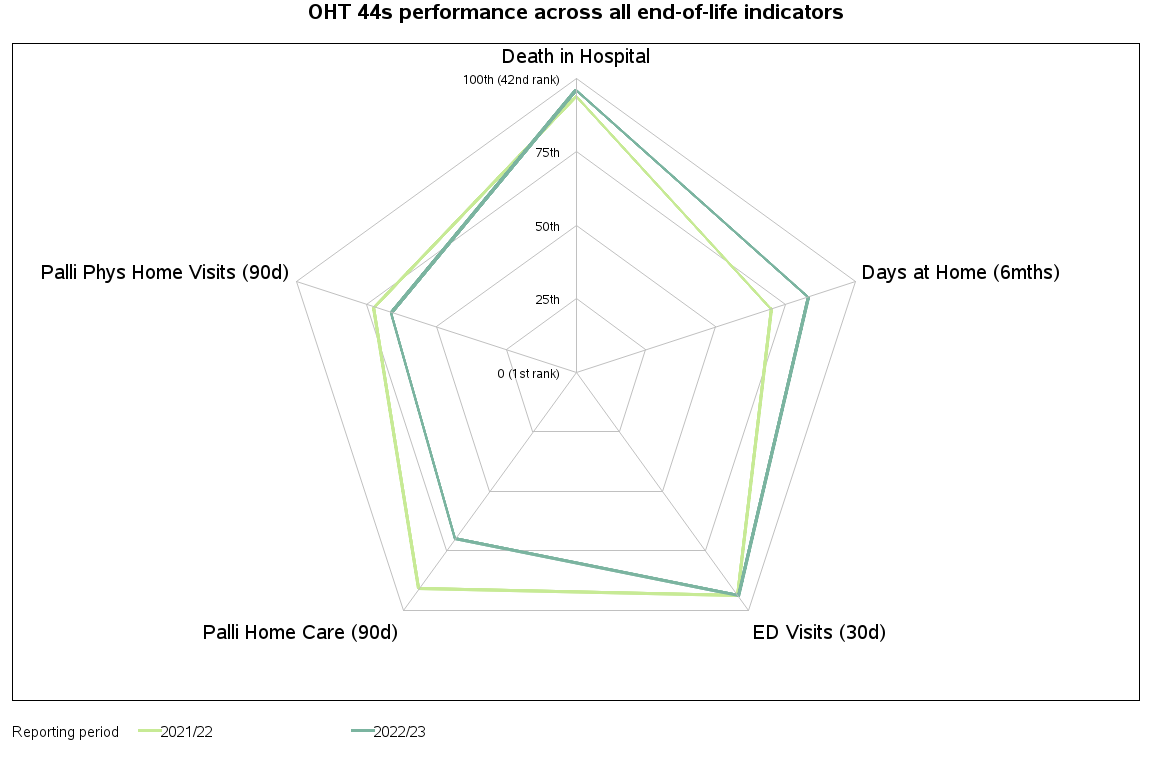 OHT 44s performance across all end-of-life indicators
Death in Hospital
100th (42nd rank)
75th
50th
Palli Phys Home Visits (90d)
Days at Home (6mths)
25th
0 (1st rank)
Palli Home Care (90d)
ED Visits (30d)
Reporting period 2021/22 2022/23